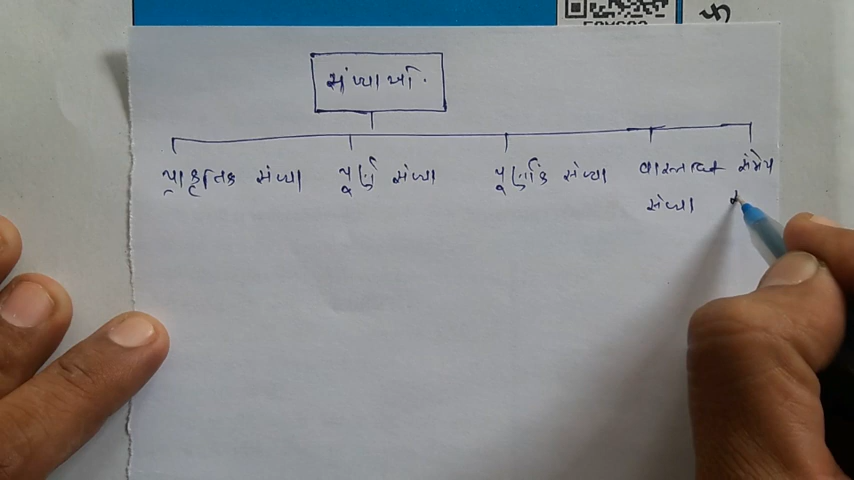 સંખ્યાઓ.
પ્રાકૃતિક સંખ્યા પૂર્ણ સંખ્યા પૂર્ણાંક સંખ્યા વાસ્તવિક સંમેય
સંખ્યા